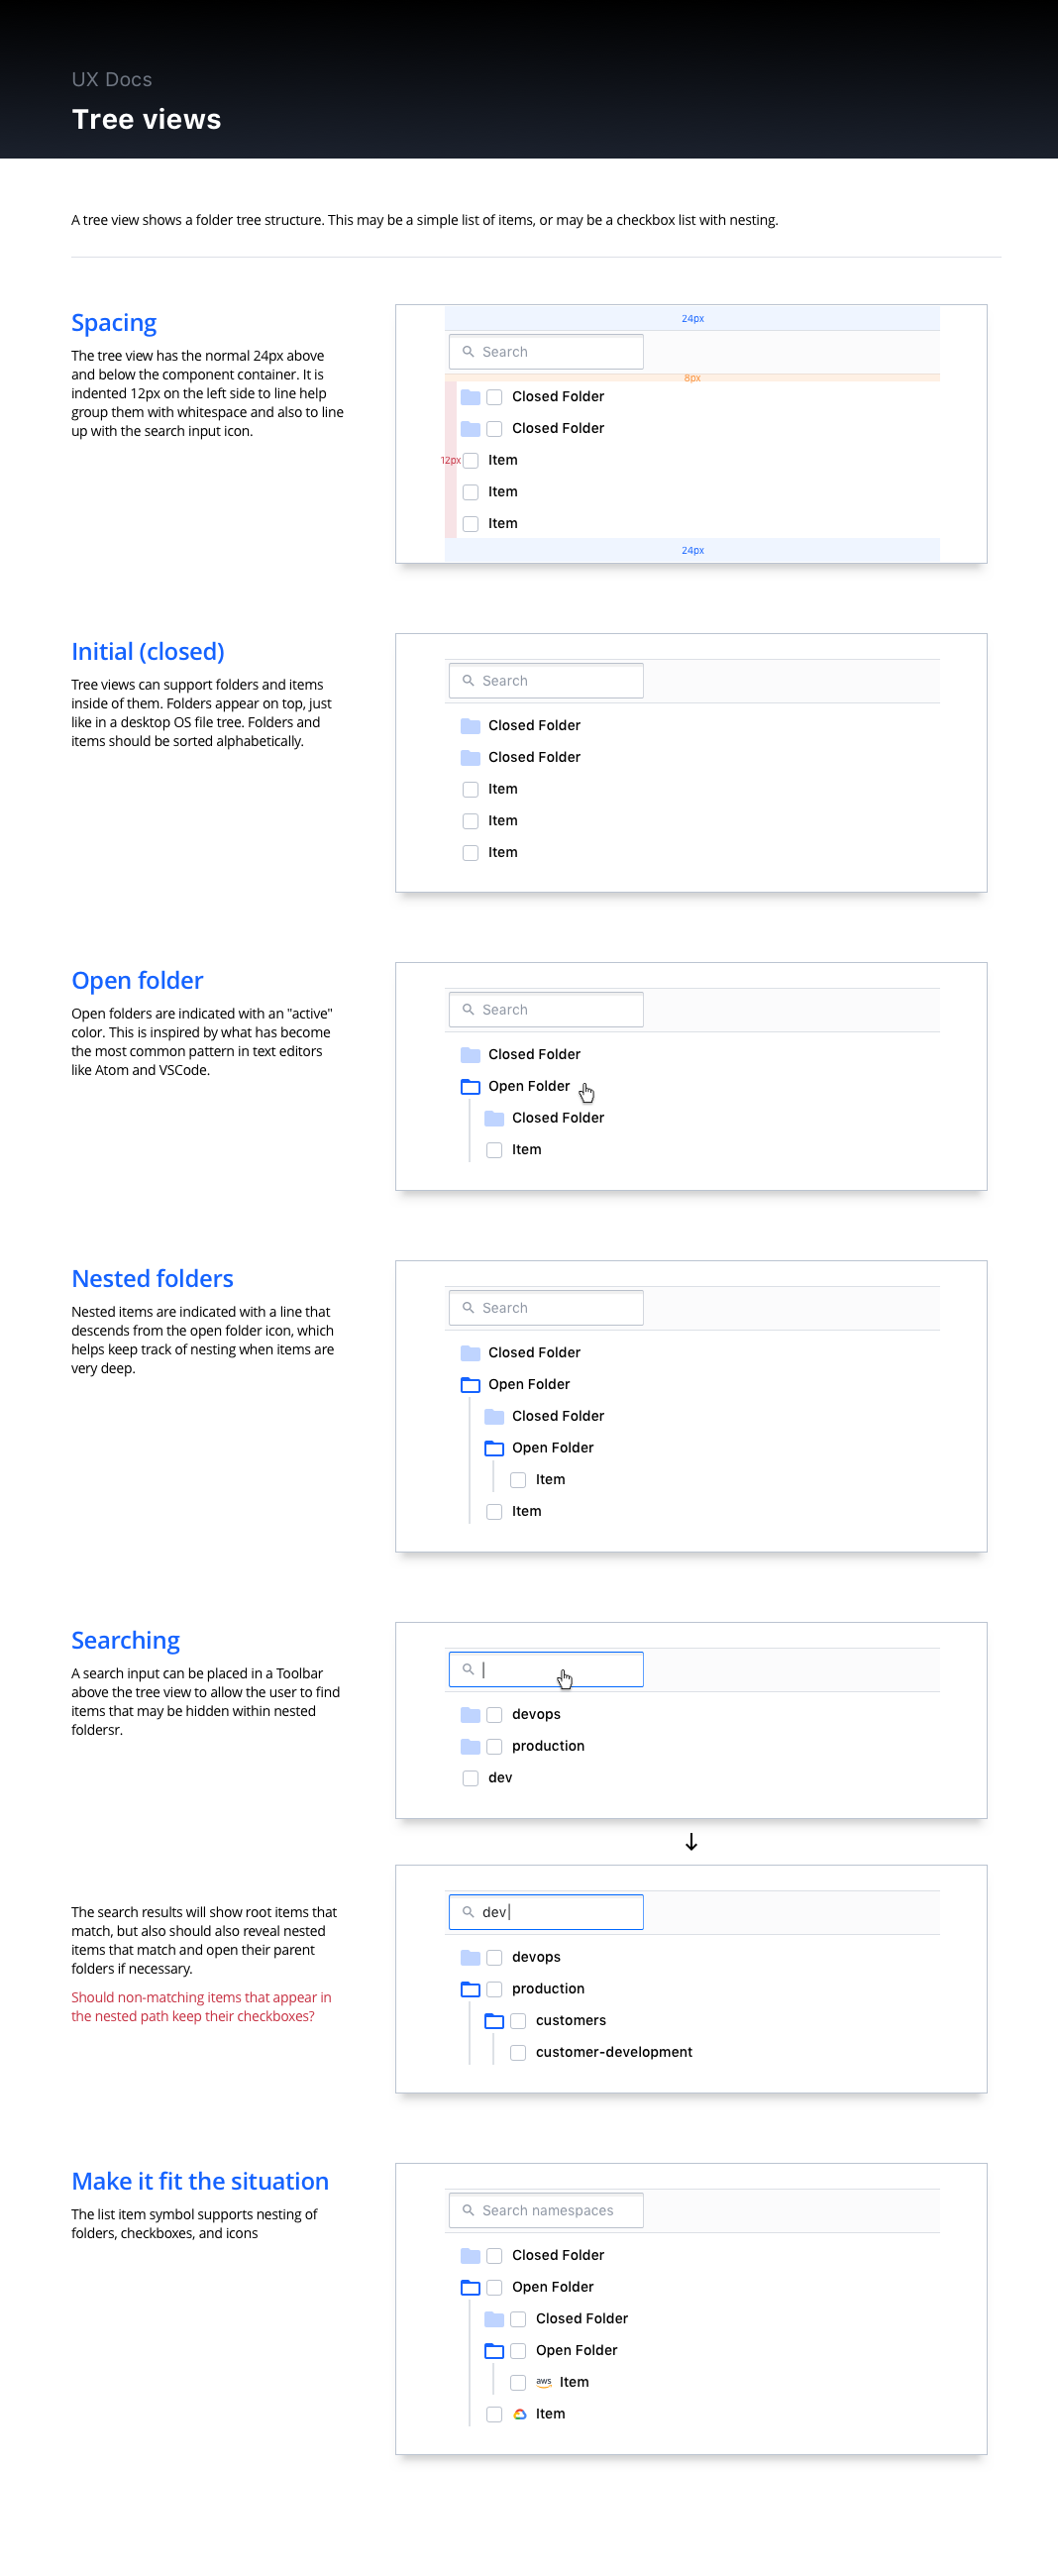 UX Docs
Tree views
A tree view shows a folder tree structure. This may be a simple list of items, or may be a checkbox list with nesting.
Spacing
The tree view has the normal 24px above
and below the component container. It is
indented 12px on the left side to line help
group them with whitespace and also to line
up with the search input icon.
24px
Search
8px
Closed Folder
Closed Folder
12px
Item
Item
Item
24px
Initial (closed)
Tree views can support folders and items
inside of them. Folders appear on top, just
like in a desktop OS file tree. Folders and
items should be sorted alphabetically.
Search
Closed Folder
Closed Folder
Item
Item
Item
Open folder
Open folders are indicated with an "active"
color. This is inspired by what has become
the most common pattern in text editors
like Atom and VSCode.
Search
Closed Folder
Open Folder
Closed Folder
Item
Nested folders
Nested items are indicated with a line that
descends from the open folder icon, which
helps keep track of nesting when items are
very deep.
Search
Closed Folder
Open Folder
Closed Folder
Open Folder
Item
Item
Searching
A search input can be placed in a Toolbar
above the tree view to allow the user to find
items that may be hidden within nested
foldersr.
devops
production
dev
The search results will show root items that
match, but also should also reveal nested
items that match and open their parent
folders if necessary.
Should non-matching items that appear in
the nested path keep their checkboxes?
dev
devops
production
customers
customer-development
Make it fit the situation
The list item symbol supports nesting of
folders, checkboxes, and icons
Search namespaces
Closed Folder
Open Folder
Closed Folder
Open Folder
aws Item
Item